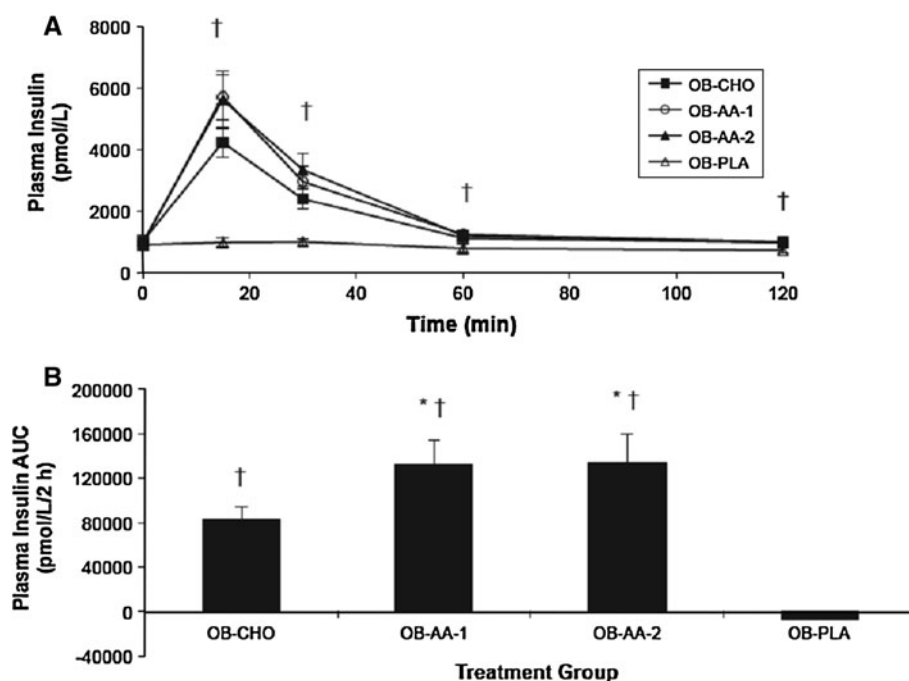 A
8000
6000
4000
2000
0
Plasma Insulin
(pmol/L)
†
†
†
†
OB-CHO
OB-AA-1
OB-AA-2
OB-PLA
0 20 40 60 80 100 120
Time (min)
B
200000
160000
120000
80000
40000
0
-40000
Plasma Insulin AUC
(pmol/L/2 h)
†
* †
* †
OB-CHO OB-AA-1 OB-AA-2 OB-PLA
Treatment Group